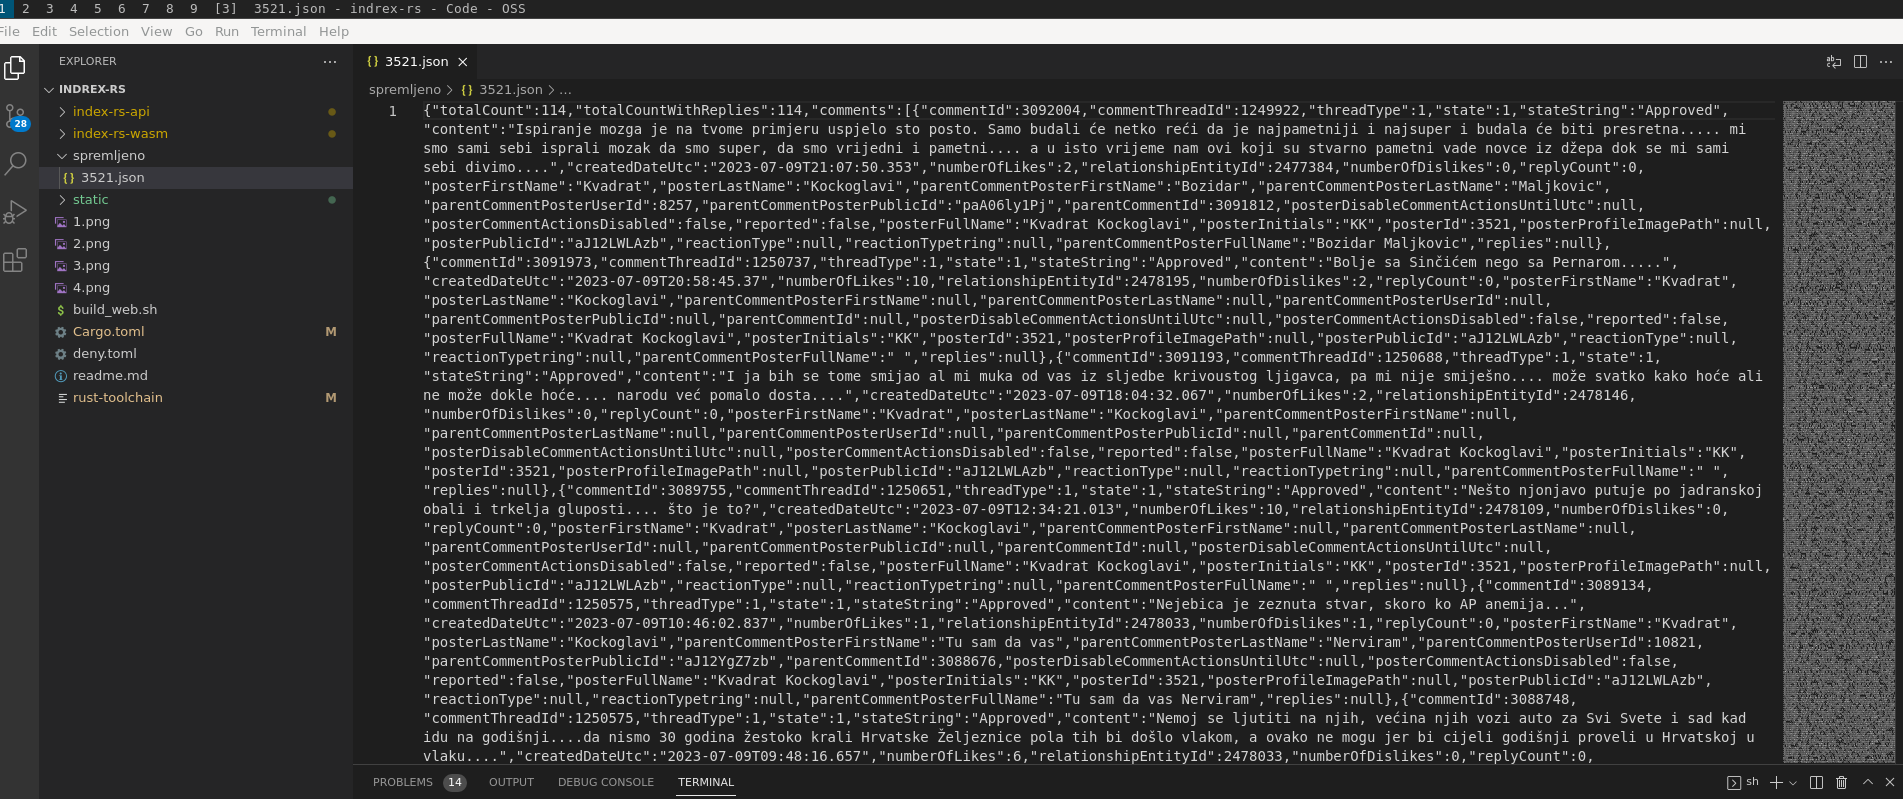 1 2 3 4 5 6 7 8 9 [3] 3521.json - indrex-rs - Code - OSS
File Edit Selection View Go Run Terminal Help
EXPLORER
INDREX-RS
index-rs-api
index-rs-wasm
spremljeno
3521.json
static
1.png
2.png
3.png
4.png
build_web.sh
Cargo.toml M
deny.toml
readme.md
rust-toolchain M
28
{} 3521.json
spremljeno > {} 3521.json > ...
1 {"totalCount":114,"totalCountWithReplies":114,"comments":[{"commentId":3092004,"commentThreadId":1249922,"threadType":1,"state":1,"stateString":"Approved",
"content":"Ispiranje mozga je na tvome primjeru uspjelo sto posto. Samo budali će netko reći da je najpametniji i najsuper i budala će biti presretna..... mi
smo sami sebi isprali mozak da smo super, da smo vrijedni i pametni.... a u isto vrijeme nam ovi koji su stvarno pametni vade novce iz džepa dok se mi sami
sebi divimo....","createdDateUtc":"2023-07-09T21:07:50.353","numberOfLikes":2,"relationshipEntityId":2477384,"numberOfDislikes":0,"replyCount":0,
"posterFirstName":"Kvadrat","posterLastName":"Kockoglavi","parentCommentPosterFirstName":"Bozidar","parentCommentPosterLastName":"Maljkovic",
"parentCommentPosterUserId":8257,"parentCommentPosterPublicId":"paA06ly1Pj","parentCommentId":3091812,"posterDisableCommentActionsUntilUtc":null,
"posterCommentActionsDisabled":false,"reported":false,"posterFullName":"Kvadrat Kockoglavi","posterInitials":"KK","posterId":3521,"posterProfileImagePath":null,
"posterPublicId":"aJ12LWLAzb","reactionType":null,"reactionTypetring":null,"parentCommentPosterFullName":"Bozidar Maljkovic","replies":null},
{"commentId":3091973,"commentThreadId":1250737,"threadType":1,"state":1,"stateString":"Approved","content":"Bolje sa Sinčićem nego sa Pernarom.....",
"createdDateUtc":"2023-07-09T20:58:45.37","numberOfLikes":10,"relationshipEntityId":2478195,"numberOfDislikes":2,"replyCount":0,"posterFirstName":"Kvadrat",
"posterLastName":"Kockoglavi","parentCommentPosterFirstName":null,"parentCommentPosterLastName":null,"parentCommentPosterUserId":null,
"parentCommentPosterPublicId":null,"parentCommentId":null,"posterDisableCommentActionsUntilUtc":null,"posterCommentActionsDisabled":false,"reported":false,
"posterFullName":"Kvadrat Kockoglavi","posterInitials":"KK","posterId":3521,"posterProfileImagePath":null,"posterPublicId":"aJ12LWLAzb","reactionType":null,
"reactionTypetring":null,"parentCommentPosterFullName":" ","replies":null},{"commentId":3091193,"commentThreadId":1250688,"threadType":1,"state":1,
"stateString":"Approved","content":"I ja bih se tome smijao al mi muka od vas iz sljedbe krivoustog ljigavca, pa mi nije smiješno.... može svatko kako hoće ali
ne može dokle hoće.... narodu već pomalo dosta....","createdDateUtc":"2023-07-09T18:04:32.067","numberOfLikes":2,"relationshipEntityId":2478146,
"numberOfDislikes":0,"replyCount":0,"posterFirstName":"Kvadrat","posterLastName":"Kockoglavi","parentCommentPosterFirstName":null,
"parentCommentPosterLastName":null,"parentCommentPosterUserId":null,"parentCommentPosterPublicId":null,"parentCommentId":null,
"posterDisableCommentActionsUntilUtc":null,"posterCommentActionsDisabled":false,"reported":false,"posterFullName":"Kvadrat Kockoglavi","posterInitials":"KK",
"posterId":3521,"posterProfileImagePath":null,"posterPublicId":"aJ12LWLAzb","reactionType":null,"reactionTypetring":null,"parentCommentPosterFullName":" ",
"replies":null},{"commentId":3089755,"commentThreadId":1250651,"threadType":1,"state":1,"stateString":"Approved","content":"Nešto njonjavo putuje po jadranskoj
obali i trkelja gluposti.... što je to?","createdDateUtc":"2023-07-09T12:34:21.013","numberOfLikes":10,"relationshipEntityId":2478109,"numberOfDislikes":0,
"replyCount":0,"posterFirstName":"Kvadrat","posterLastName":"Kockoglavi","parentCommentPosterFirstName":null,"parentCommentPosterLastName":null,
"parentCommentPosterUserId":null,"parentCommentPosterPublicId":null,"parentCommentId":null,"posterDisableCommentActionsUntilUtc":null,
"posterCommentActionsDisabled":false,"reported":false,"posterFullName":"Kvadrat Kockoglavi","posterInitials":"KK","posterId":3521,"posterProfileImagePath":null,
"posterPublicId":"aJ12LWLAzb","reactionType":null,"reactionTypetring":null,"parentCommentPosterFullName":" ","replies":null},{"commentId":3089134,
"commentThreadId":1250575,"threadType":1,"state":1,"stateString":"Approved","content":"Nejebica je zeznuta stvar, skoro ko AP anemija...",
"createdDateUtc":"2023-07-09T10:46:02.837","numberOfLikes":1,"relationshipEntityId":2478033,"numberOfDislikes":1,"replyCount":0,"posterFirstName":"Kvadrat",
"posterLastName":"Kockoglavi","parentCommentPosterFirstName":"Tu sam da vas","parentCommentPosterLastName":"Nerviram","parentCommentPosterUserId":10821,
"parentCommentPosterPublicId":"aJ12YgZ7zb","parentCommentId":3088676,"posterDisableCommentActionsUntilUtc":null,"posterCommentActionsDisabled":false,
"reported":false,"posterFullName":"Kvadrat Kockoglavi","posterInitials":"KK","posterId":3521,"posterProfileImagePath":null,"posterPublicId":"aJ12LWLAzb",
"reactionType":null,"reactionTypetring":null,"parentCommentPosterFullName":"Tu sam da vas Nerviram","replies":null},{"commentId":3088748,
"commentThreadId":1250575,"threadType":1,"state":1,"stateString":"Approved","content":"Nemoj se ljutiti na njih, većina njih vozi auto za Svi Svete i sad kad
idu na godišnji....da nismo 30 godina žestoko krali Hrvatske Željeznice pola tih bi došlo vlakom, a ovako ne mogu jer bi cijeli godišnji proveli u Hrvatskoj u
vlaku....","createdDateUtc":"2023-07-09T09:48:16.657","numberOfLikes":6,"relationshipEntityId":2478033,"numberOfDislikes":0,"replyCount":0,
PROBLEMS 14 OUTPUT DEBUG CONSOLE TERMINAL
sh